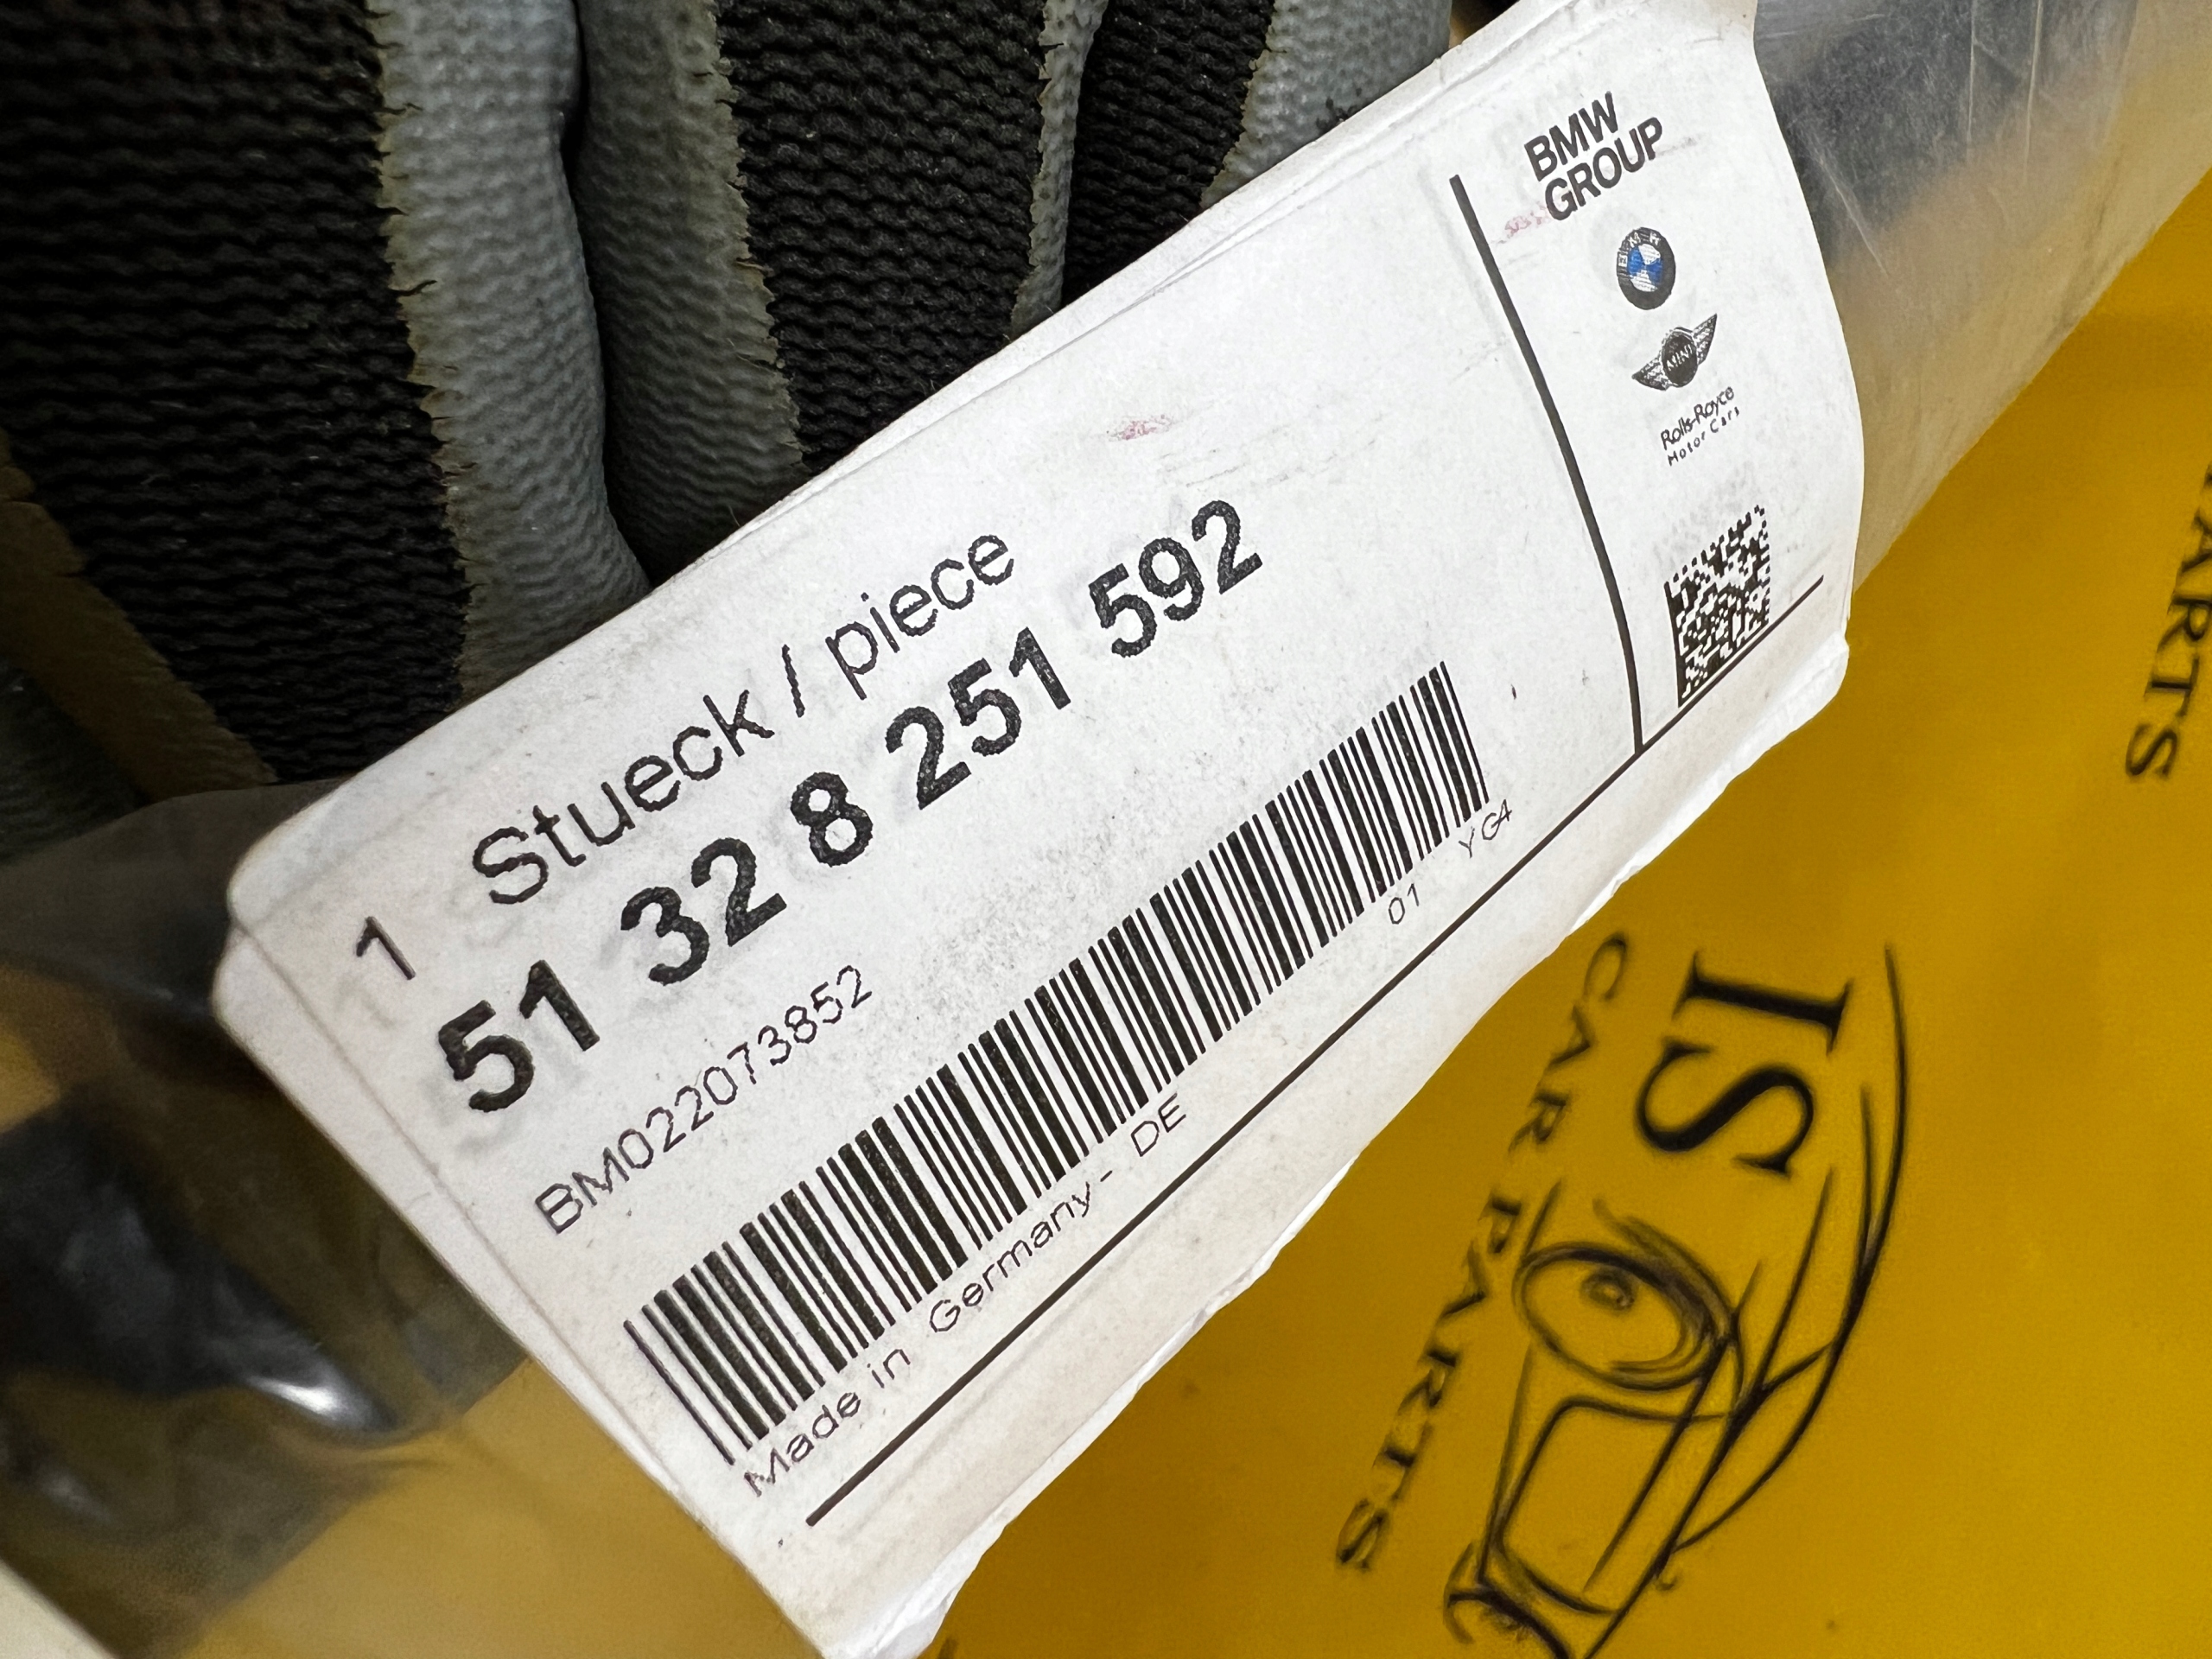 BMW
GROUP
MINI
Rolls-Royce
Motor Cars
1 Stueck / piece
51 32 8 251 592
BM022073852
01 YG4
Made in Germany - DE
IS
CAR PARTS
PARTS